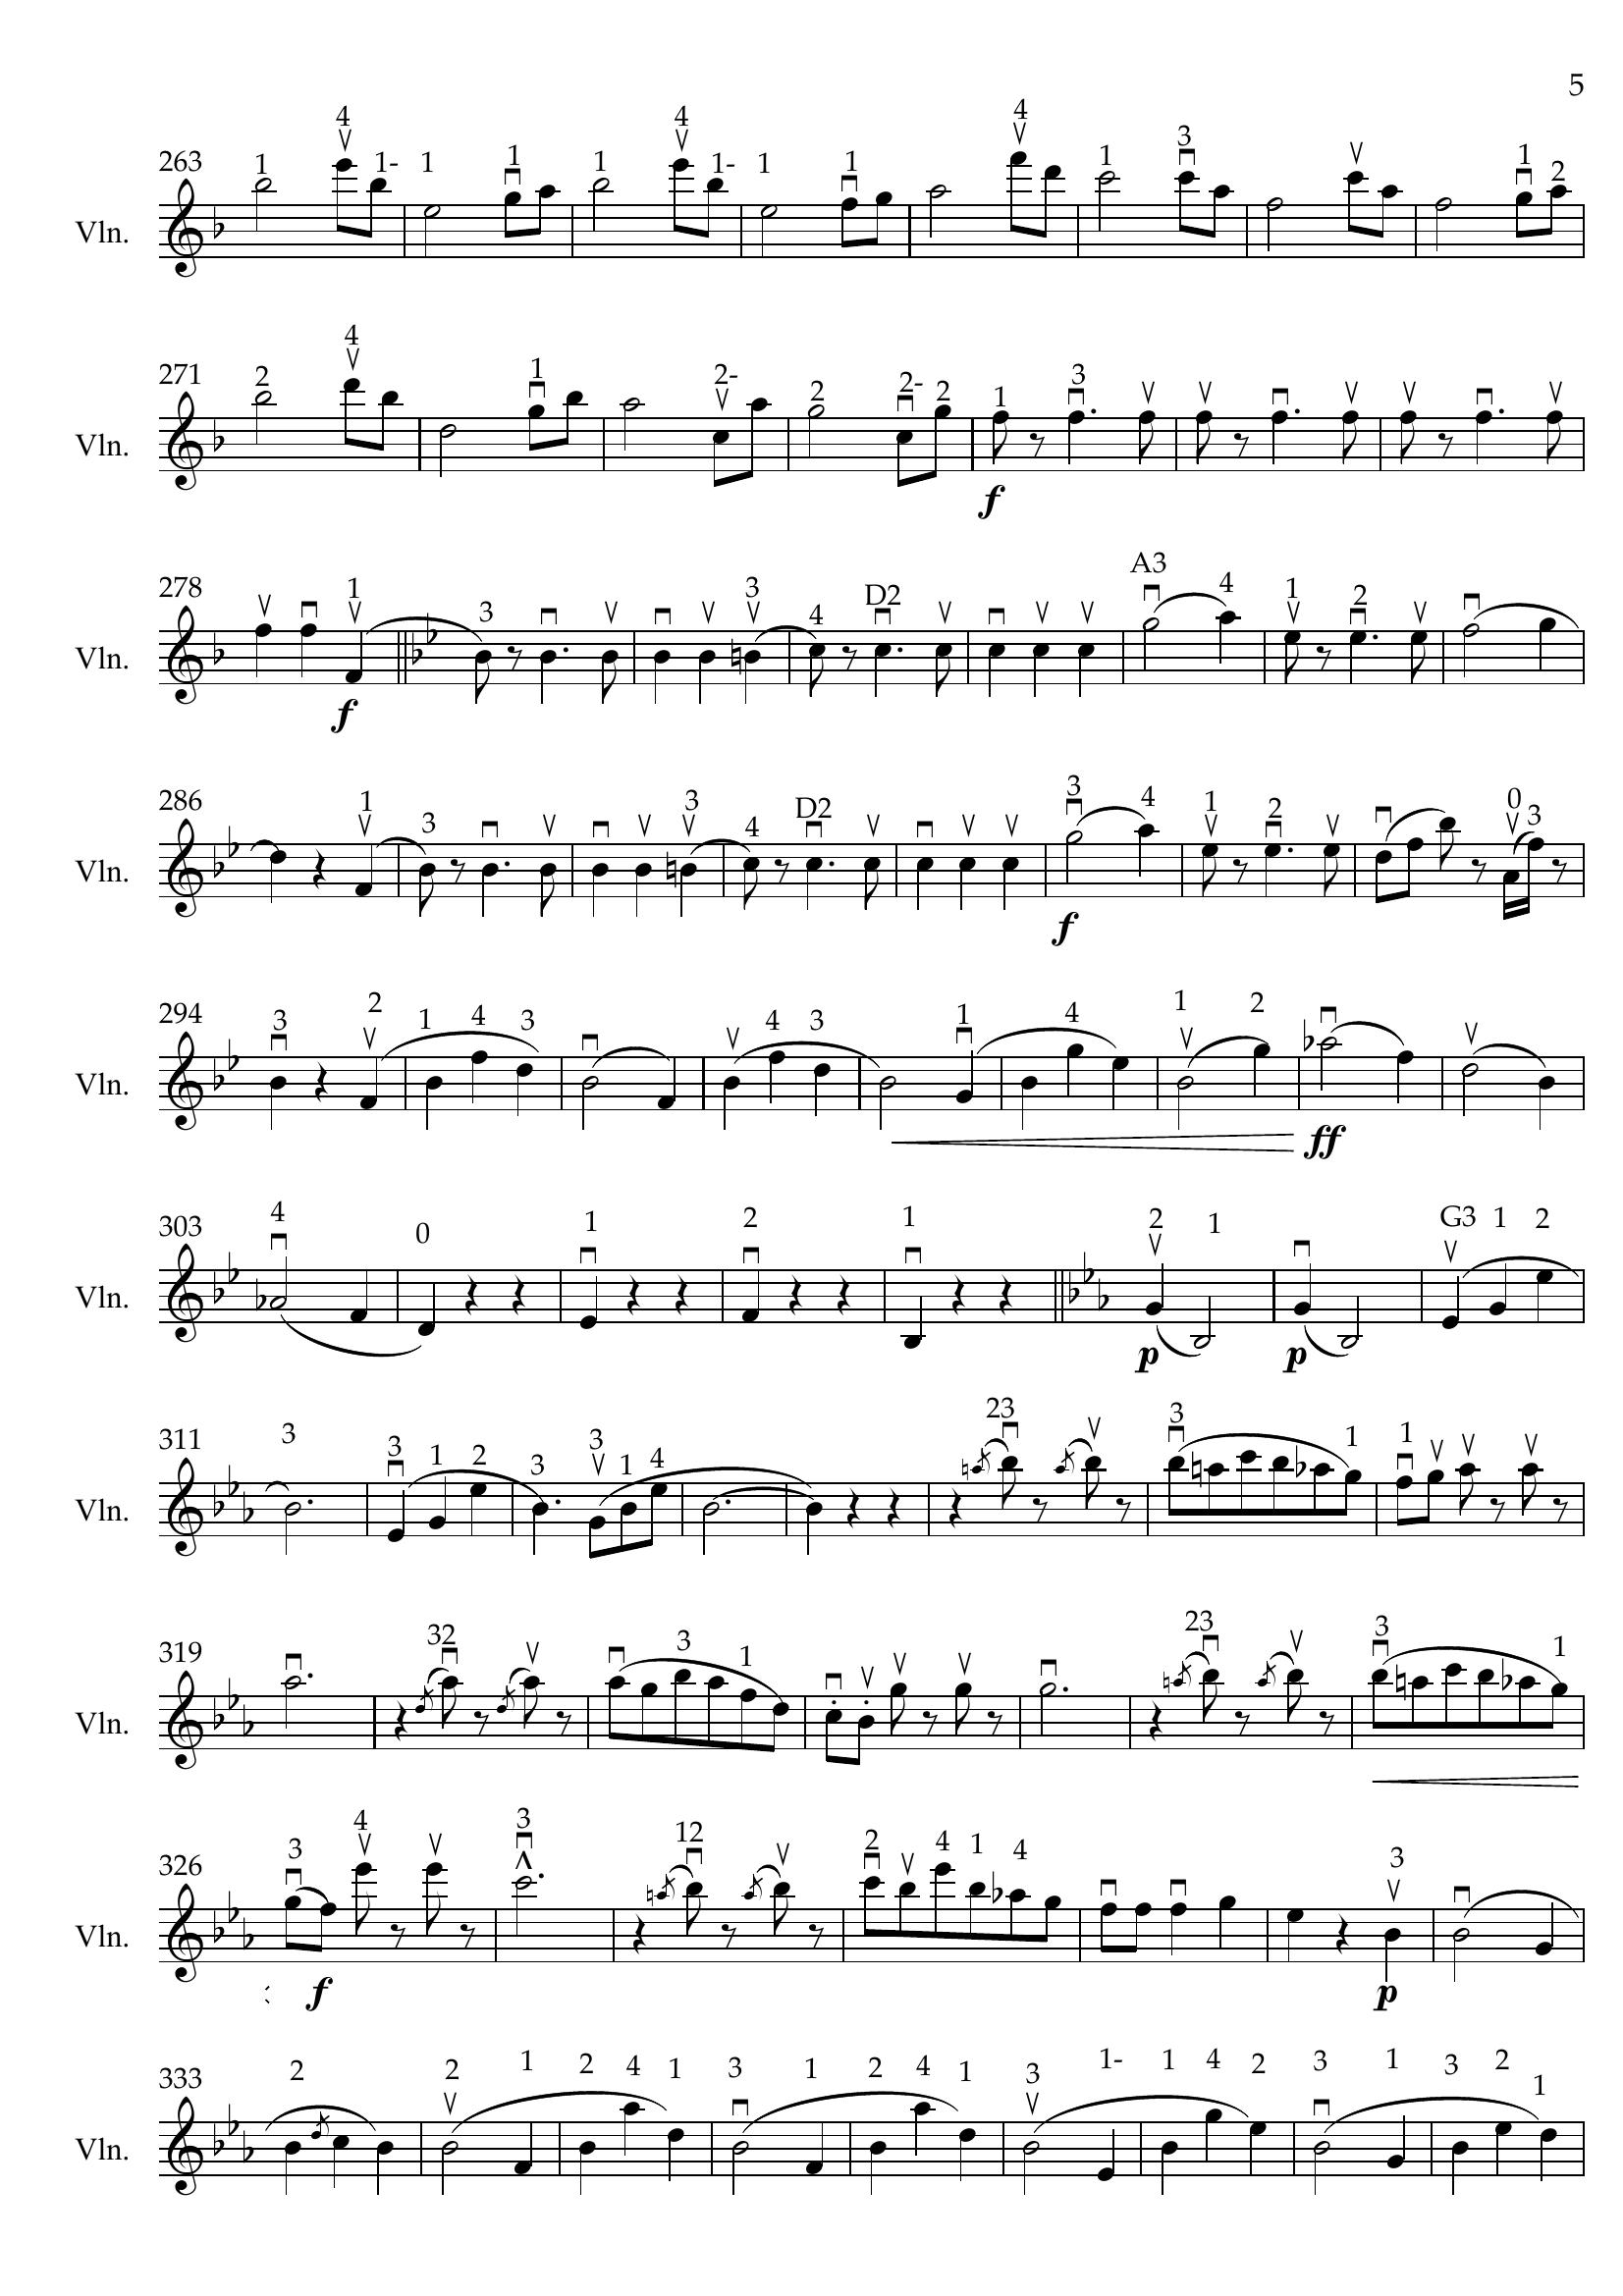 5
4 4 4
263 1 1- 1 1 1 1- 1 1 1 3 1 2
Vln.
4
271 2 1 2- 2 2- 2 1 3
Vln.
f
A3
278 1 3 3 4 D2 4 1 2
Vln.
f
286 1 3 3 4 D2 3 4 1 2 0 3
Vln.
f
294 3 2 1 4 3 4 3 1 4 1 2
Vln.
ff
303 4 0 1 2 1 2 1 G3 1 2
Vln.
p p
311 3 3 1 2 3 3 1 4 23 3 1 1
Vln.
319 32 3 1 23 3 1
Vln.
326 3 4 3 12 2 4 1 4 3
Vln.
f p
333 2 2 1 2 4 1 3 1 2 4 1 3 1- 1 4 2 3 1 3 2 1
Vln.